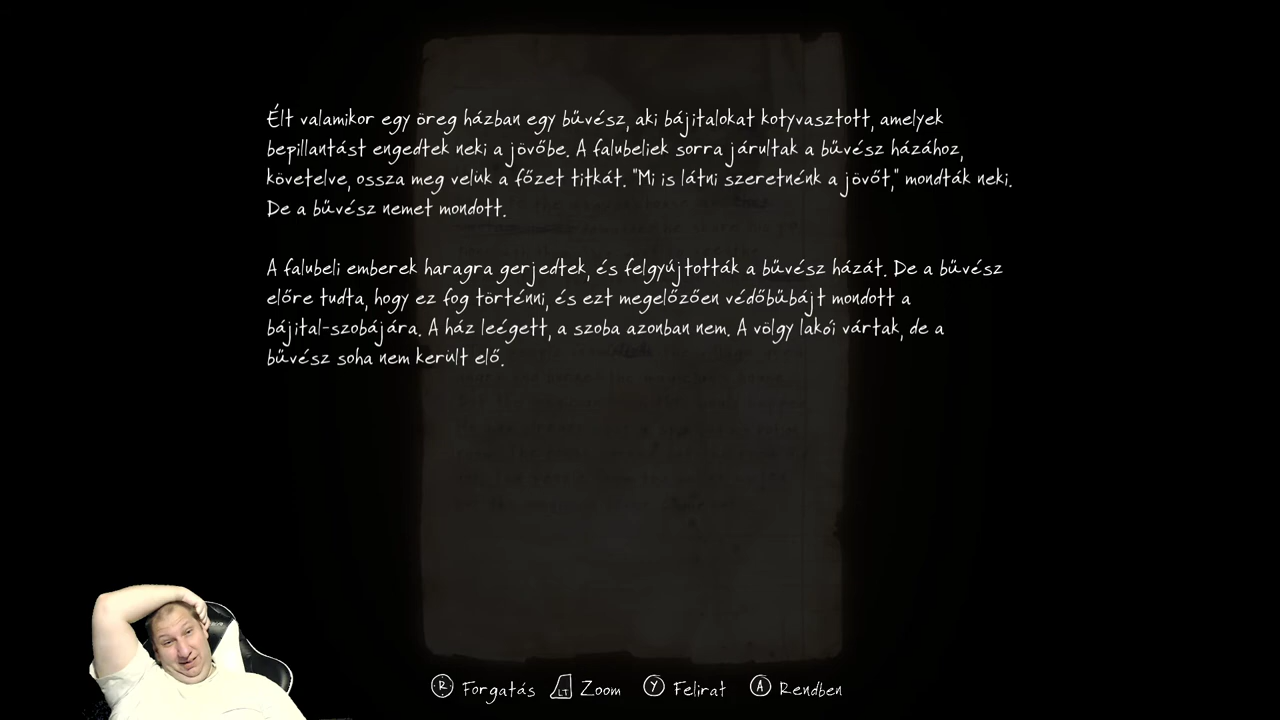 Élt valamikor egy öreg házban egy bűvész, aki bájitalokat kotyvasztott, amelyek
bepillantást engedtek neki a jövőbe. A falubeliek sorra járultak a bűvész házához,
követelve, ossza meg velük a főzet titkát. "Mi is látni szeretnénk a jövőt," mondták neki.
De a bűvész nemet mondott.
A falubeli emberek haragra gerjedtek, és felgyújtották a bűvész házát. De a bűvész
előre tudta, hogy ez fog történni, és ezt megelőzően védőbűbájt mondott a
bájital-szobájára. A ház leégett, a szoba azonban nem. A völgy lakói vártak, de a
bűvész soha nem került elő.
R Forgatás LT Zoom Y Felirat A Rendben